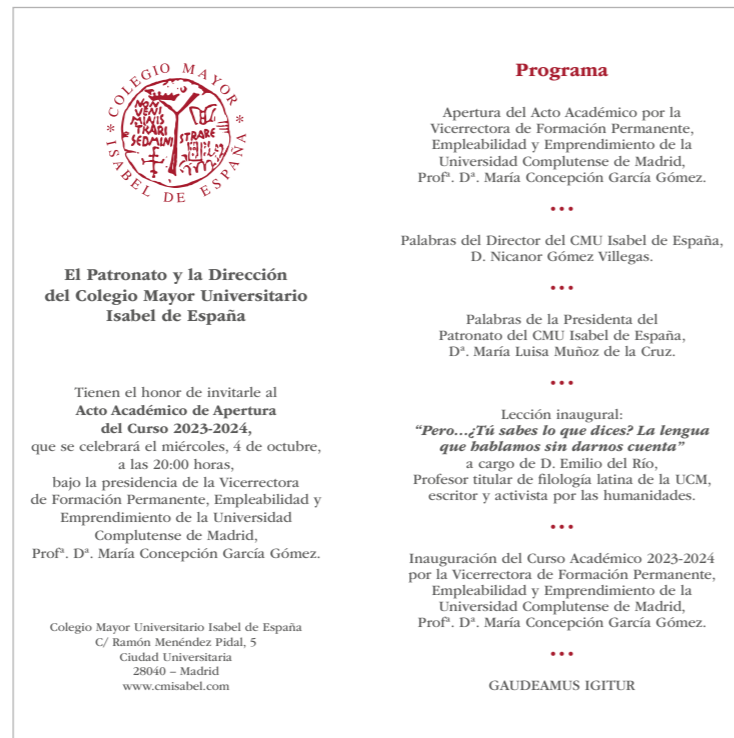 * COLEGIO MAYOR *
ISABEL DE ESPAÑA
NON
VENI
MINIS
TRARI
SEDMINI
STRARE
El Patronato y la Dirección
del Colegio Mayor Universitario
Isabel de España
Tienen el honor de invitarle al
Acto Académico de Apertura
del Curso 2023-2024,
que se celebrará el miércoles, 4 de octubre,
a las 20:00 horas,
bajo la presidencia de la Vicerrectora
de Formación Permanente, Empleabilidad y
Emprendimiento de la Universidad
Complutense de Madrid,
Profª. Dª. María Concepción García Gómez.
Colegio Mayor Universitario Isabel de España
C/ Ramón Menéndez Pidal, 5
Ciudad Universitaria
28040 – Madrid
www.cmisabel.com
Programa
Apertura del Acto Académico por la
Vicerrectora de Formación Permanente,
Empleabilidad y Emprendimiento de la
Universidad Complutense de Madrid,
Profª. Dª. María Concepción García Gómez.
•••
Palabras del Director del CMU Isabel de España,
D. Nicanor Gómez Villegas.
•••
Palabras de la Presidenta del
Patronato del CMU Isabel de España,
Dª. María Luisa Muñoz de la Cruz.
•••
Lección inaugural:
“Pero...¿Tú sabes lo que dices? La lengua
que hablamos sin darnos cuenta”
a cargo de D. Emilio del Río,
Profesor titular de filología latina de la UCM,
escritor y activista por las humanidades.
•••
Inauguración del Curso Académico 2023-2024
por la Vicerrectora de Formación Permanente,
Empleabilidad y Emprendimiento de la
Universidad Complutense de Madrid,
Profª. Dª. María Concepción García Gómez.
•••
GAUDEAMUS IGITUR